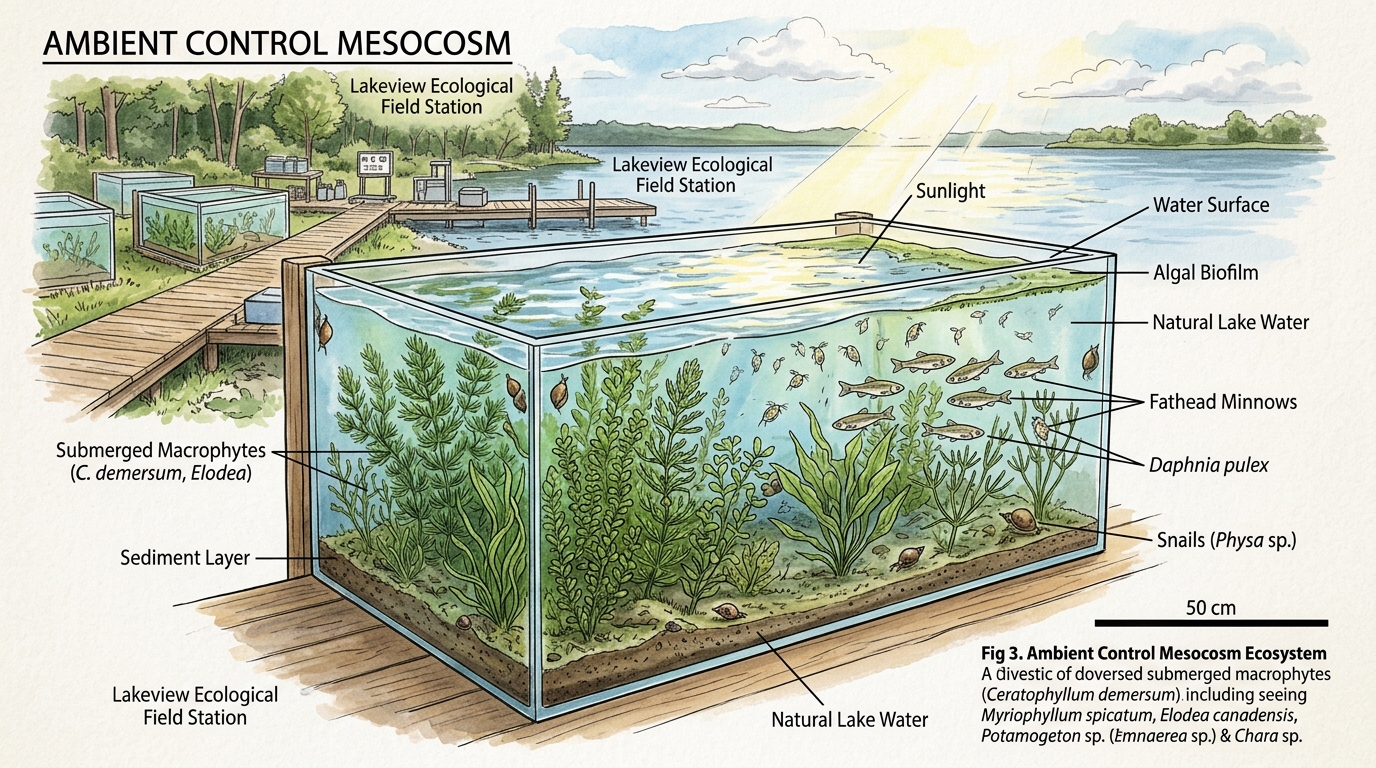 AMBIENT CONTROL MESOCOSM
Lakeview Ecological
Field Station
Lakeview Ecological
Field Station
Sunlight
Water Surface
Algal Biofilm
Natural Lake Water
Fathead Minnows
Submerged Macrophytes
(C. demersum, Elodea)
Daphnia pulex
Sediment Layer
Snails (Physa sp.)
50 cm
Lakeview Ecological
Field Station
Natural Lake Water
Fig 3. Ambient Control Mesocosm Ecosystem
A divestic of doversed submerged macrophytes
(Ceratophyllum demersum). including seeing
Myriophyllum spicatum, Elodea canadensis,
Potamogeton sp. (Emnaerea sp.) & Chara sp.